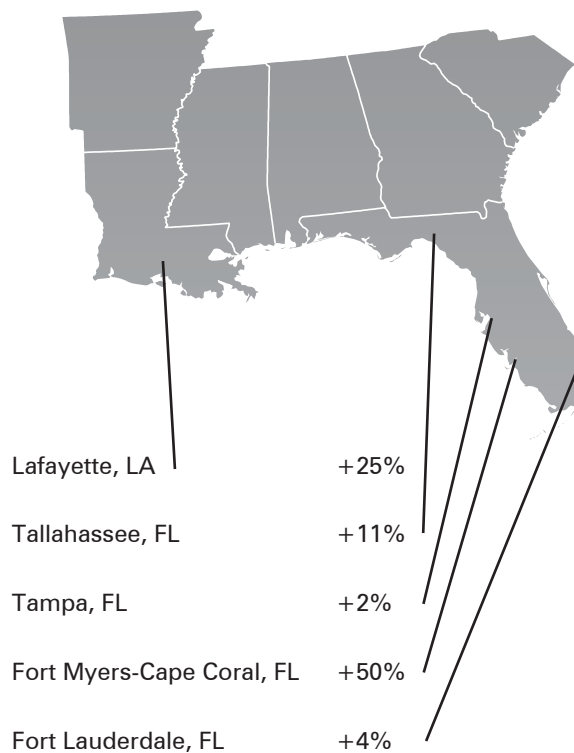 Lafayette, LA +25%
Tallahassee, FL +11%
Tampa, FL +2%
Fort Myers-Cape Coral, FL +50%
Fort Lauderdale, FL +4%